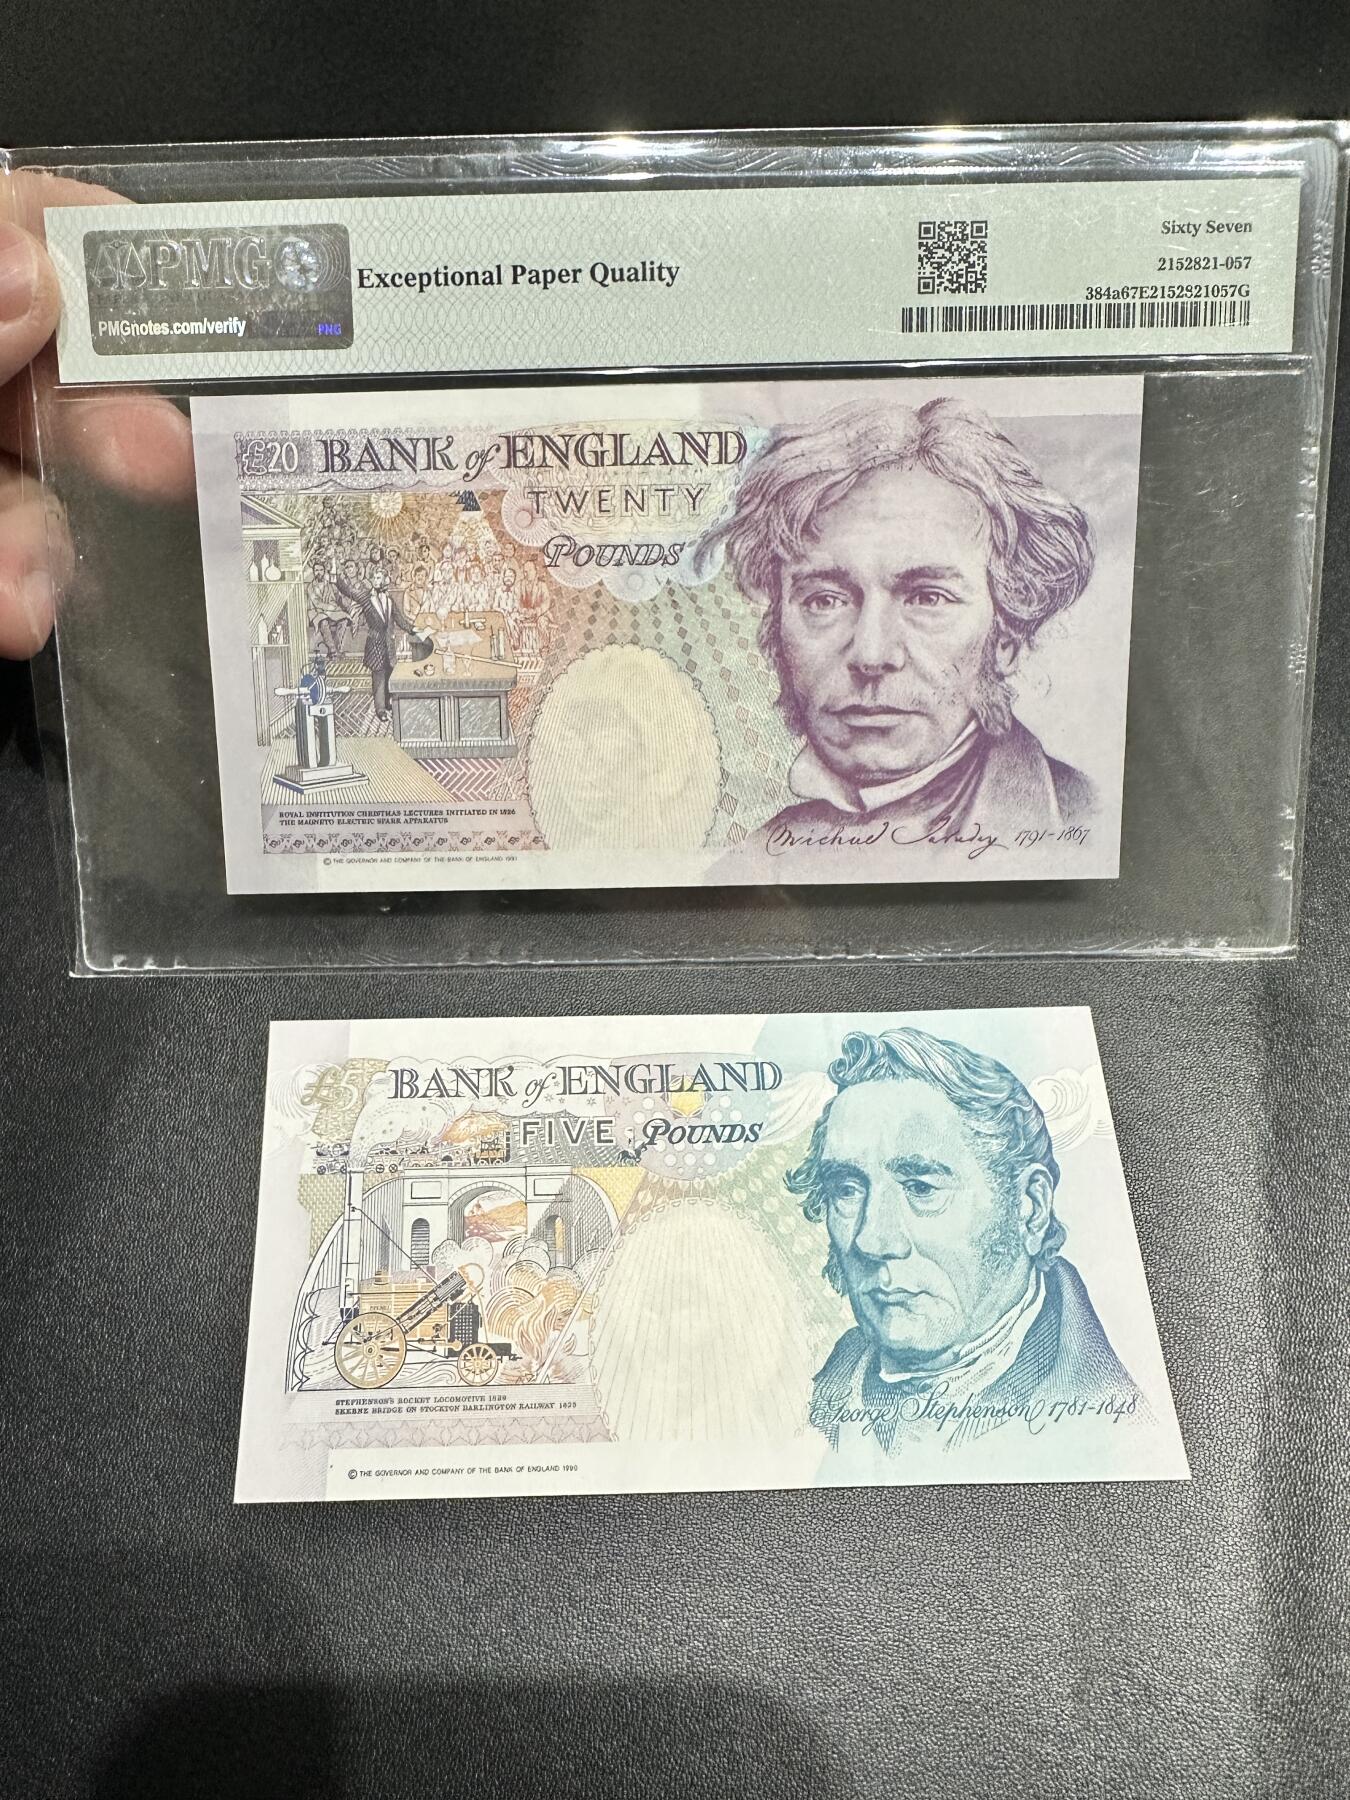 PMG
PMGnotes.com/verify
PMG
Exceptional Paper Quality
Sixty Seven
2152821-057
384a67E2152821057G
£20
BANK of ENGLAND
TWENTY
POUNDS
ROYAL INSTITUTION CHRISTMAS LECTURES INITIATED IN 1826
THE MAGNETO ELECTRIC SPARK APPARATUS
© THE GOVERNOR AND COMPANY OF THE BANK OF ENGLAND 1991
Michael Faraday 1791-1867
£5
BANK of ENGLAND
FIVE POUNDS
STEPHENSON'S ROCKET LOCOMOTIVE 1829
SKERNE BRIDGE ON STOCKTON DARLINGTON RAILWAY 1825
George Stephenson 1781-1848
© THE GOVERNOR AND COMPANY OF THE BANK OF ENGLAND 1990